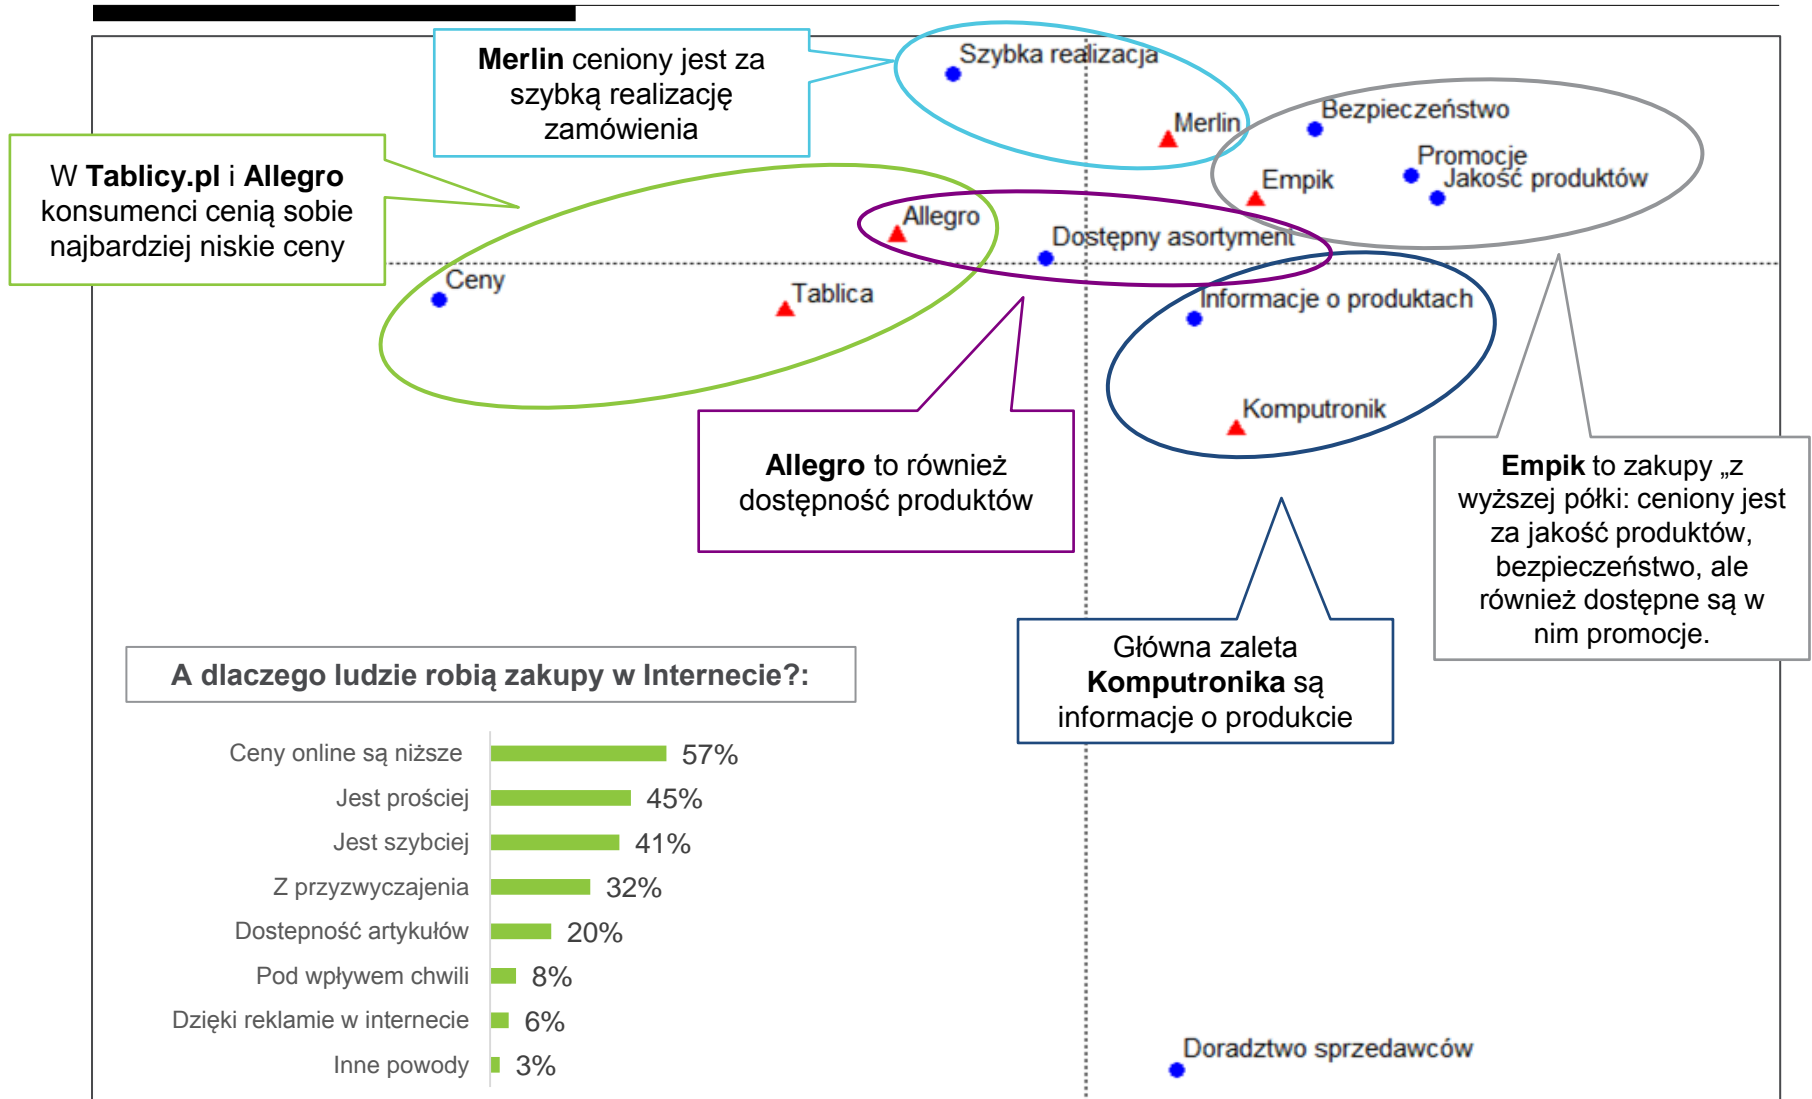 Merlin ceniony jest za
szybką realizację
zamówienia
W Tablicy.pl i Allegro
konsumenci cenią sobie
najbardziej niskie ceny
Szybka realizacja
Merlin
Bezpieczeństwo
Promocje
Jakość produktów
Empik
Allegro
Dostępny asortyment
Ceny
Tablica
Informacje o produktach
Komputronik
Allegro to również
dostępność produktów
Empik to zakupy „z
wyższej półki: ceniony jest
za jakość produktów,
bezpieczeństwo, ale
również dostępne są w
nim promocje.
Główna zaleta
Komputronika są
informacje o produkcie
A dlaczego ludzie robią zakupy w Internecie?:
Ceny online są niższe 57%
Jest prościej 45%
Jest szybciej 41%
Z przyzwyczajenia 32%
Dostepność artykułów 20%
Pod wpływem chwili 8%
Dzięki reklamie w internecie 6%
Inne powody 3%
Doradztwo sprzedawców